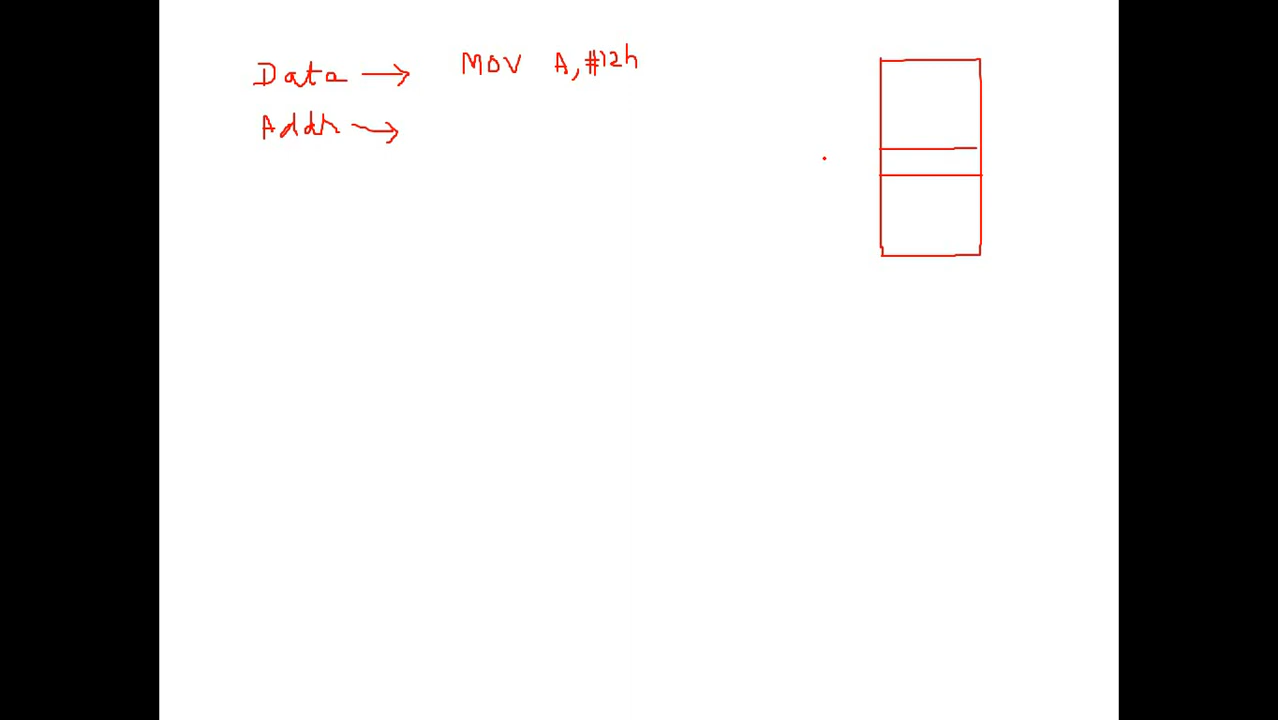 Data → MOV A, #12h
Addr →